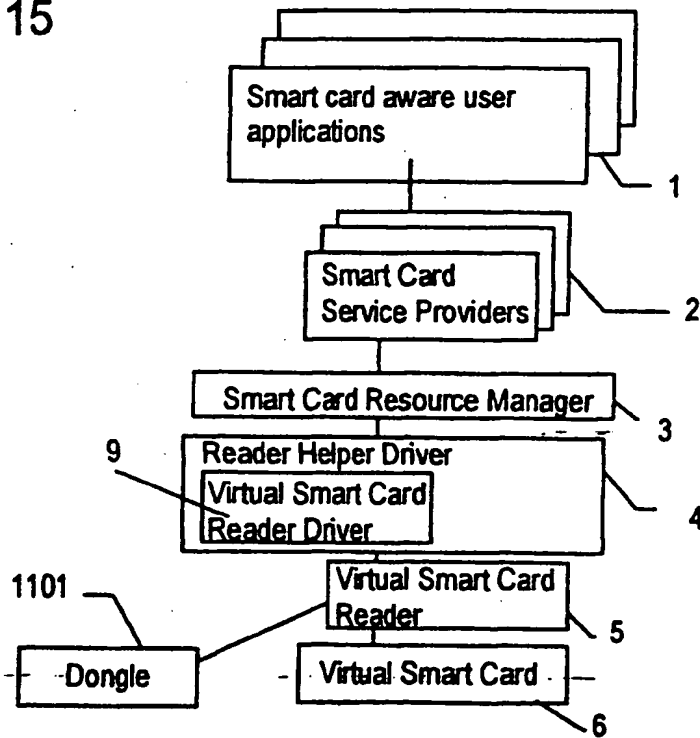 15
Smart card aware user
applications
1
Smart Card
Service Providers
2
Smart Card Resource Manager
3
9
Reader Helper Driver
Virtual Smart Card
Reader Driver
4
1101
Virtual Smart Card
Reader
5
Dongle
Virtual Smart Card
6